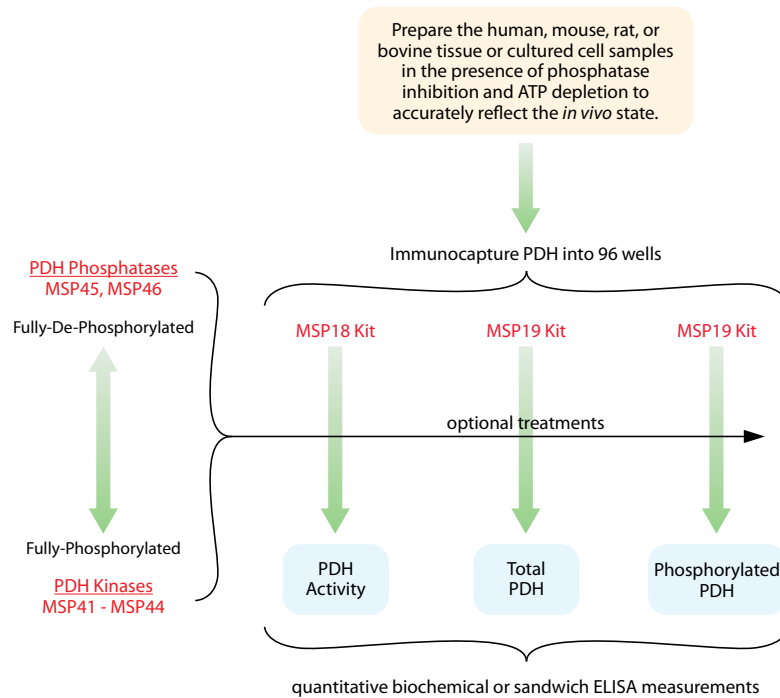 Prepare the human, mouse, rat, or
bovine tissue or cultured cell samples
in the presence of phosphatase
inhibition and ATP depletion to
accurately reflect the in vivo state.
Immunocapture PDH into 96 wells
PDH Phosphatases
MSP45, MSP46
Fully-De-Phosphorylated
MSP18 Kit
MSP19 Kit
MSP19 Kit
optional treatments
Fully-Phosphorylated
PDH Kinases
MSP41 - MSP44
PDH
Activity
Total
PDH
Phosphorylated
PDH
quantitative biochemical or sandwich ELISA measurements